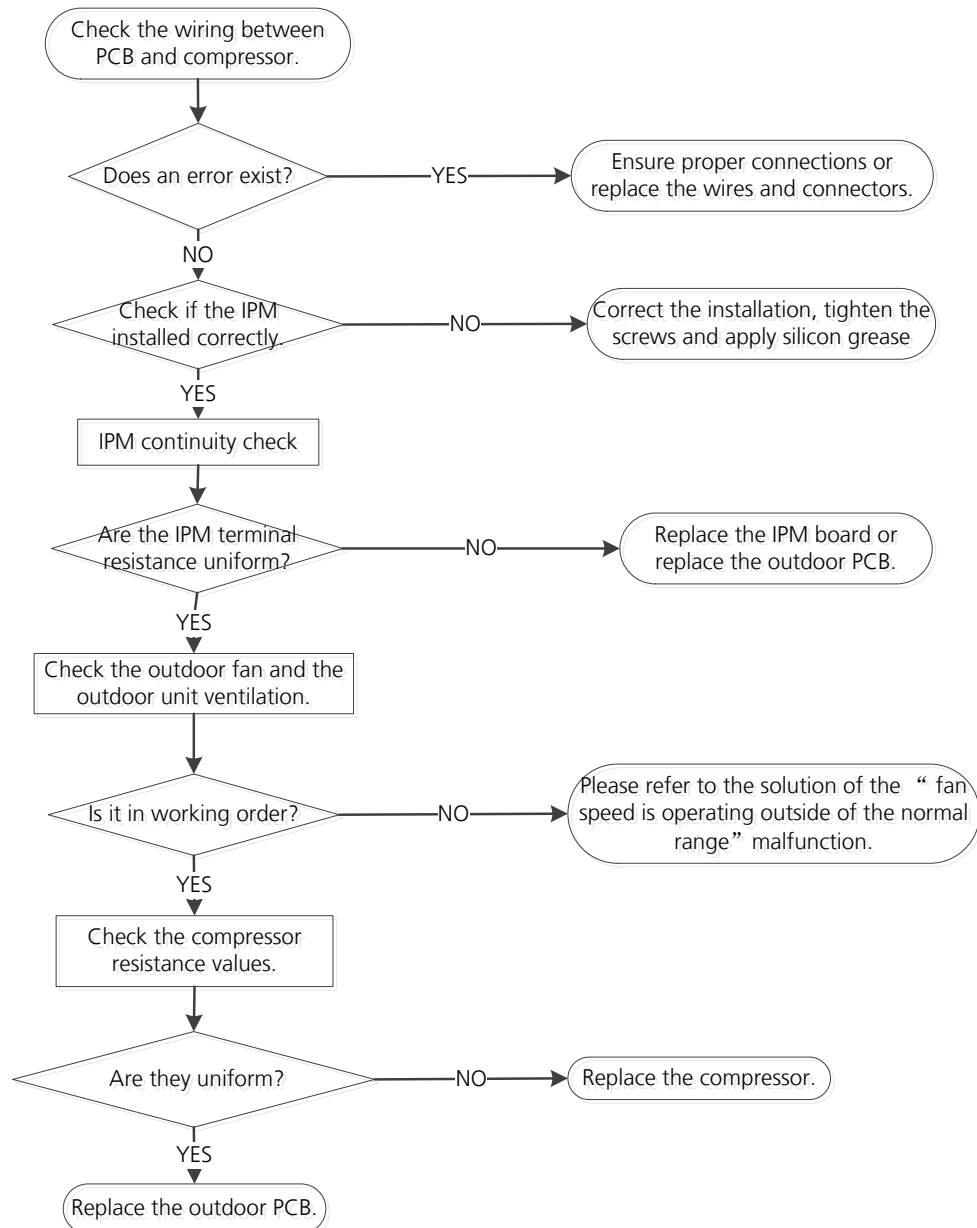 Check the wiring between
PCB and compressor.
Does an error exist?
YES
Ensure proper connections or
replace the wires and connectors.
NO
Check if the IPM
installed correctly.
NO
Correct the installation, tighten the
screws and apply silicon grease
YES
IPM continuity check
Are the IPM terminal
resistance uniform?
NO
Replace the IPM board or
replace the outdoor PCB.
YES
Check the outdoor fan and the
outdoor unit ventilation.
Is it in working order?
NO
Please refer to the solution of the “ fan
speed is operating outside of the normal
range” malfunction.
YES
Check the compressor
resistance values.
Are they uniform?
NO
Replace the compressor.
YES
Replace the outdoor PCB.